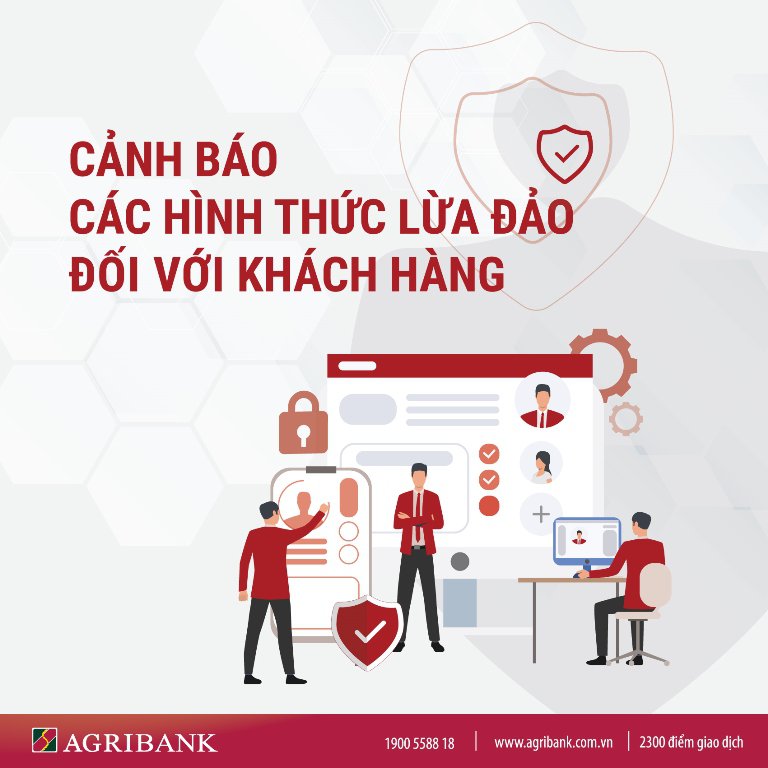 CẢNH BÁO
CÁC HÌNH THỨC LỪA ĐẢO
ĐỐI VỚI KHÁCH HÀNG
AGRIBANK 1900 5588 18 | www.agribank.com.vn | 2300 điểm giao dịch